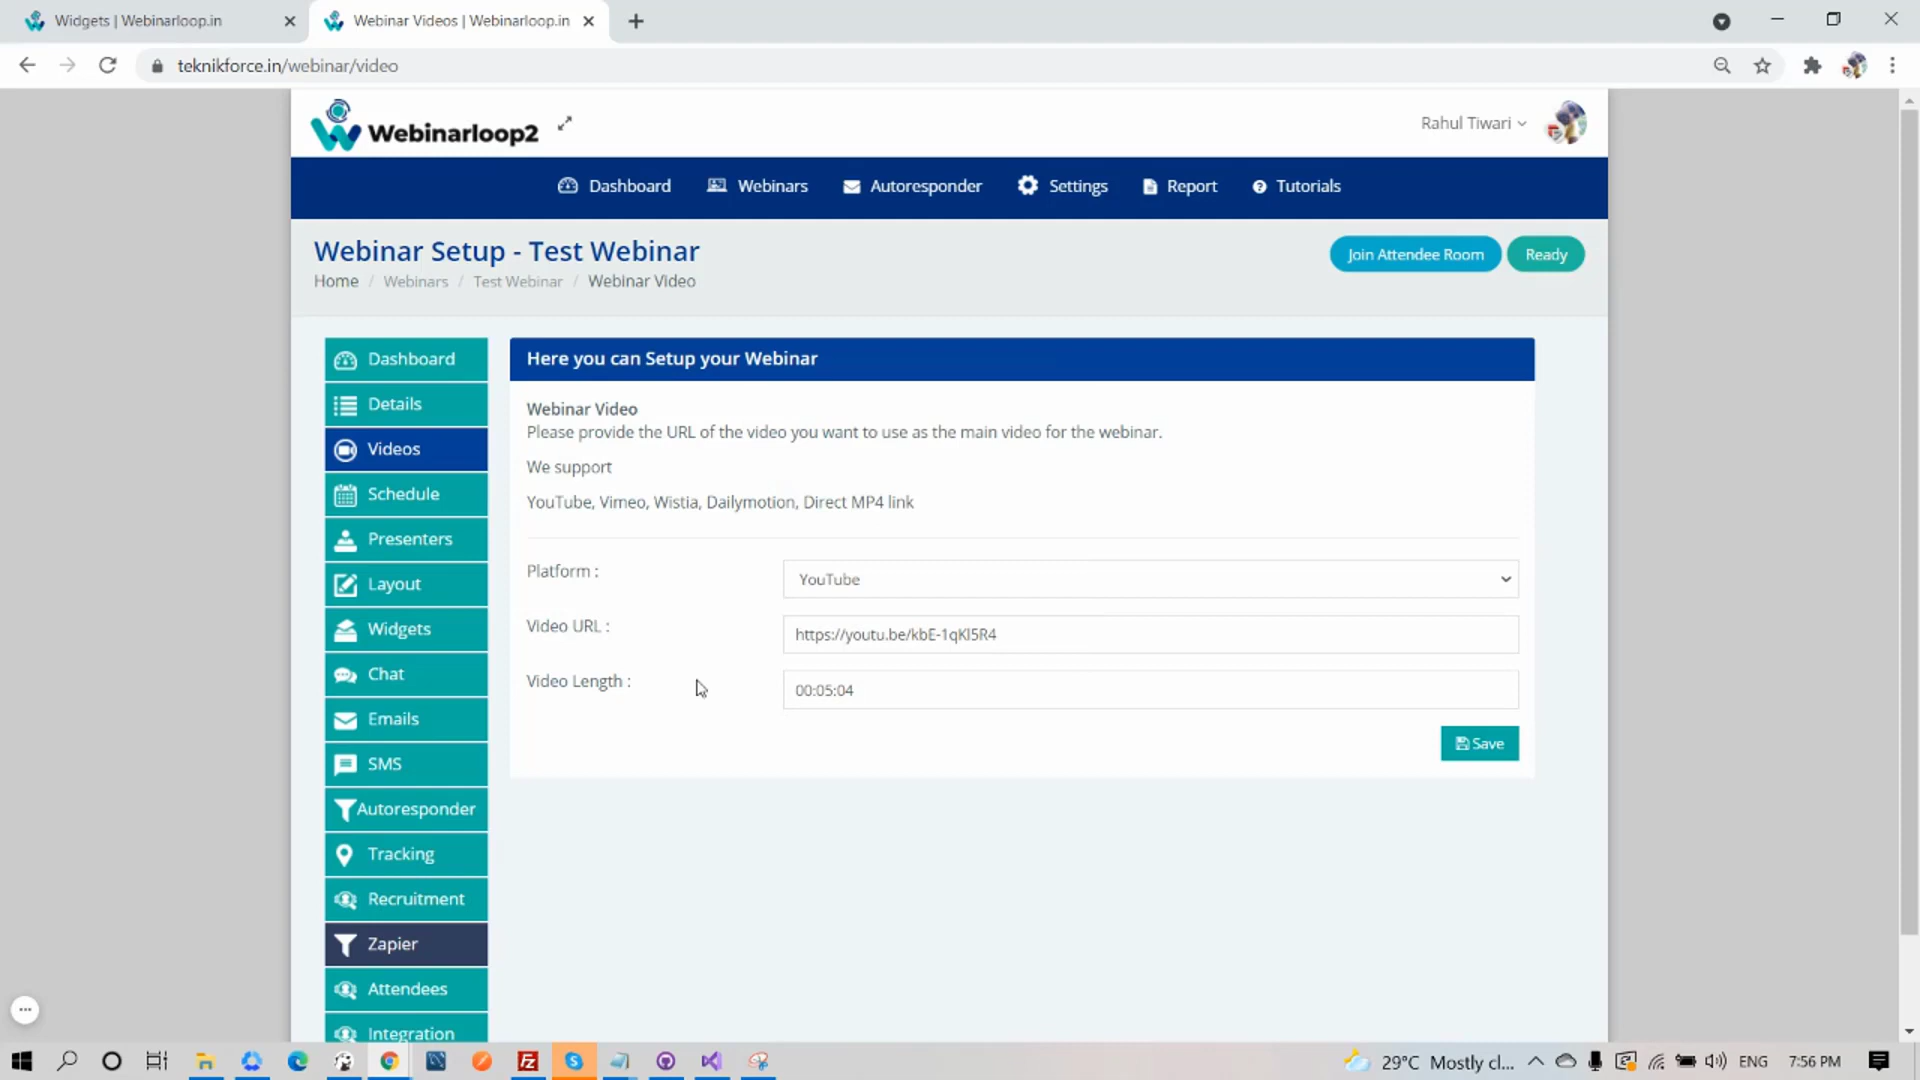 Widgets | Webinarloop.in
Webinar Videos | Webinarloop.in
teknikforce.in/webinar/video
Webinarloop2
Rahul Tiwari
Dashboard
Webinars
Autoresponder
Settings
Report
Tutorials
Webinar Setup - Test Webinar
Join Attendee Room
Ready
Home / Webinars / Test Webinar / Webinar Video
Dashboard
Details
Videos
Schedule
Presenters
Layout
Widgets
Chat
Emails
SMS
Autoresponder
Tracking
Recruitment
Zapier
Attendees
Integration
Here you can Setup your Webinar
Webinar Video
Please provide the URL of the video you want to use as the main video for the webinar.
We support
YouTube, Vimeo, Wistia, Dailymotion, Direct MP4 link
Platform :
YouTube
Video URL :
https://youtu.be/kbE-1qKl5R4
Video Length :
00:05:04
Save
29°C Mostly cl...
ENG
7:56 PM